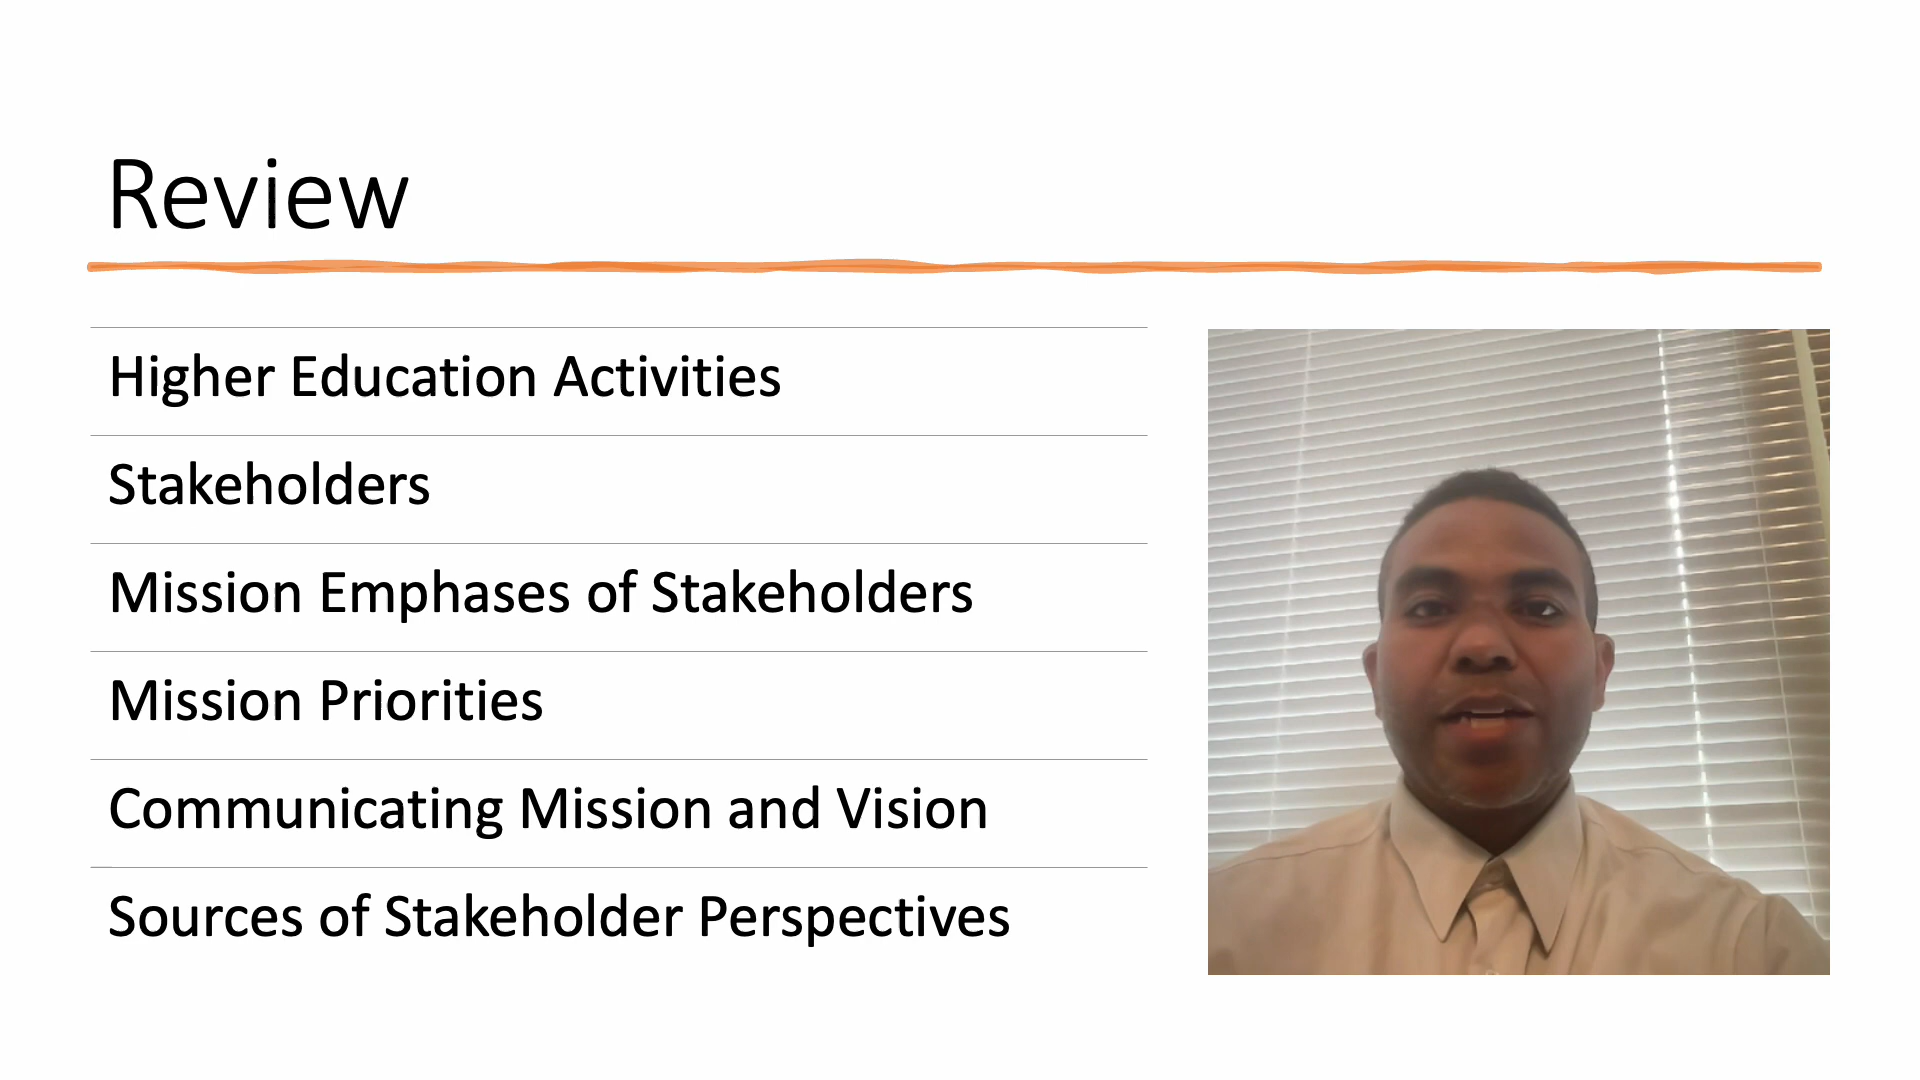 Review
Higher Education Activities
Stakeholders
Mission Emphases of Stakeholders
Mission Priorities
Communicating Mission and Vision
Sources of Stakeholder Perspectives